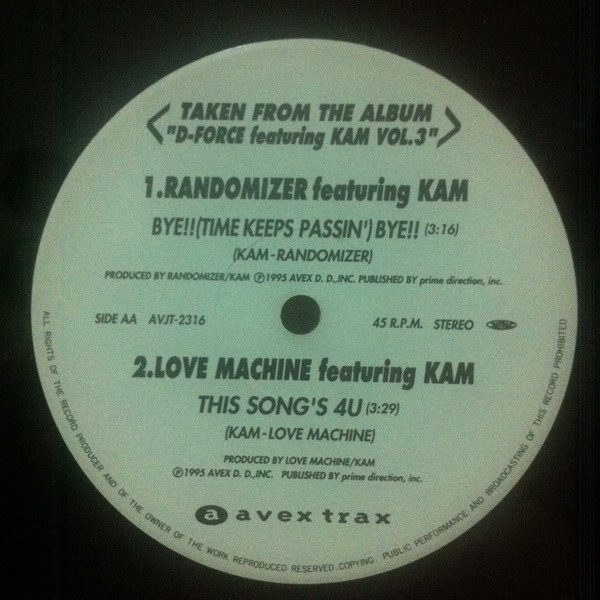 TAKEN FROM THE ALBUM
"D-FORCE featuring KAM VOL.3"
1.RANDOMIZER featuring KAM
BYE!!(TIME KEEPS PASSIN') BYE!! (3:16)
(KAM-RANDOMIZER)
PRODUCED BY RANDOMIZER/KAM Ⓟ1995 AVEX D. D.,INC. PUBLISHED BY prime direction, inc.
SIDE AA AVJT-2316 45 R.P.M. STEREO
2.LOVE MACHINE featuring KAM
THIS SONG'S 4U (3:29)
(KAM-LOVE MACHINE)
PRODUCED BY LOVE MACHINE/KAM
Ⓟ1995 AVEX D. D.,INC. PUBLISHED BY prime direction, inc.
a avex trax
ALL RIGHTS OF THE RECORD PRODUCER AND OF THE OWNER OF THE WORK REPRODUCED RESERVED. COPYING. PUBLIC PERFORMANCE AND BROADCASTING OF THIS RECORD PROHIBITED